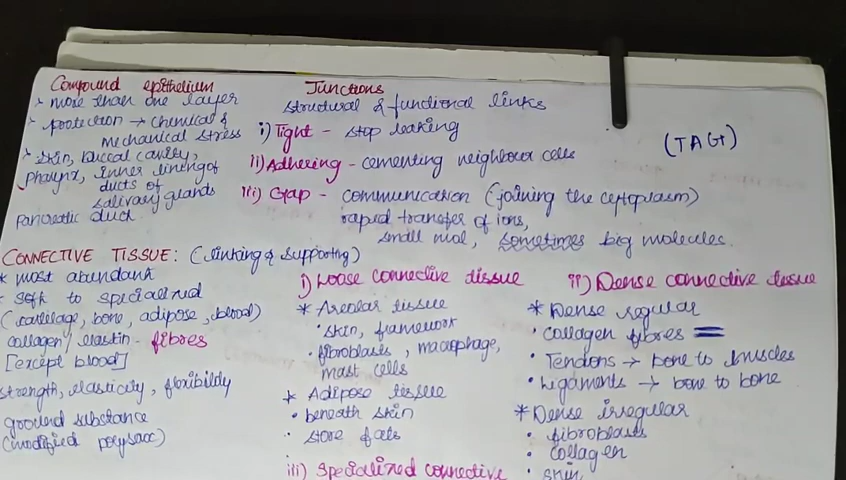 Compound epithelium
> more than one layer
> protection → chemical &
mechanical stress
> skin, buccal cavity,
pharynx, inner lining of
ducts of
salivary glands
pancreatic duct.
Junctions
structural & functional links
i) Tight - stop leaking
(TAG)
ii) Adhering - cementing neighbour cells
iii) Gap - communication (joining the cytoplasm)
rapid transfer of ions,
small mol, sometimes big molecules.
CONNECTIVE TISSUE: (linking & supporting)
* most abundant
* soft to specialized
(cartilage, bone, adipose, blood)
collagen/elastin - fibres
[except blood]
strength, elasticity, flexibility
ground substance
(modified polysacc)
i) Loose connective tissue
* Areolar tissue
• skin, framework
• fibroblasts, macrophage,
mast cells
* Adipose tissue
• beneath skin
• store fats
iii) Specialized connective
ii) Dense connective tissue
* Dense regular
• collagen fibres
• Tendons → bone to muscles
• Ligaments → bone to bone
* Dense irregular
• fibroblasts
• collagen
• skin,